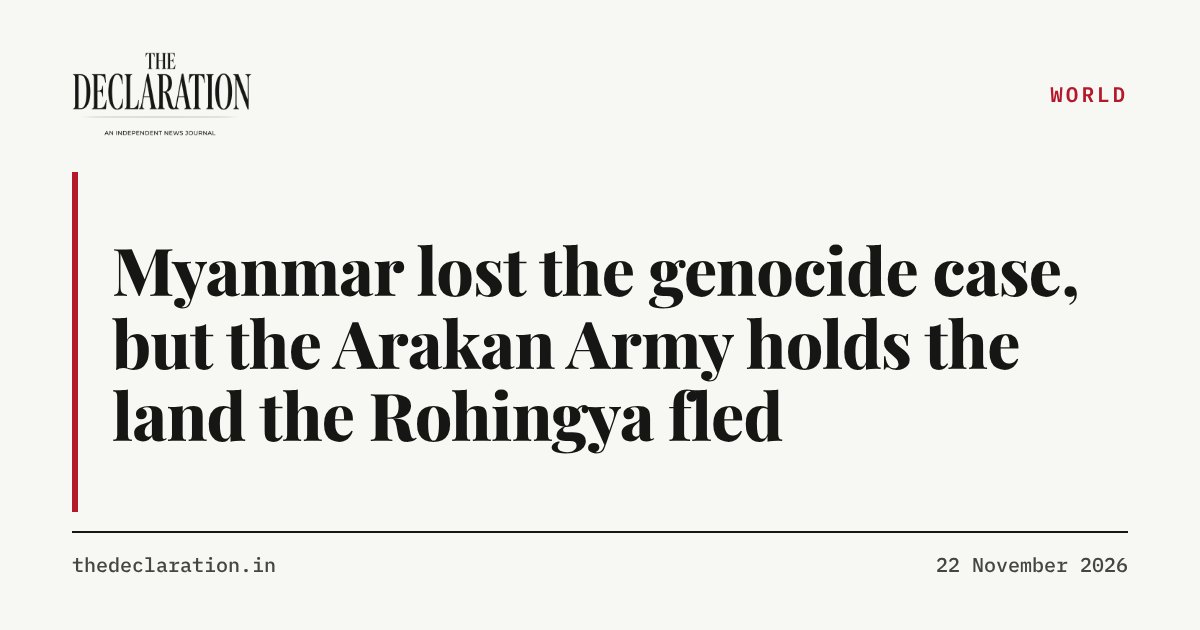 THE
DECLARATION
AN INDEPENDENT NEWS JOURNAL
WORLD
Myanmar lost the genocide case,
but the Arakan Army holds the
land the Rohingya fled
thedeclaration.in
22 November 2026